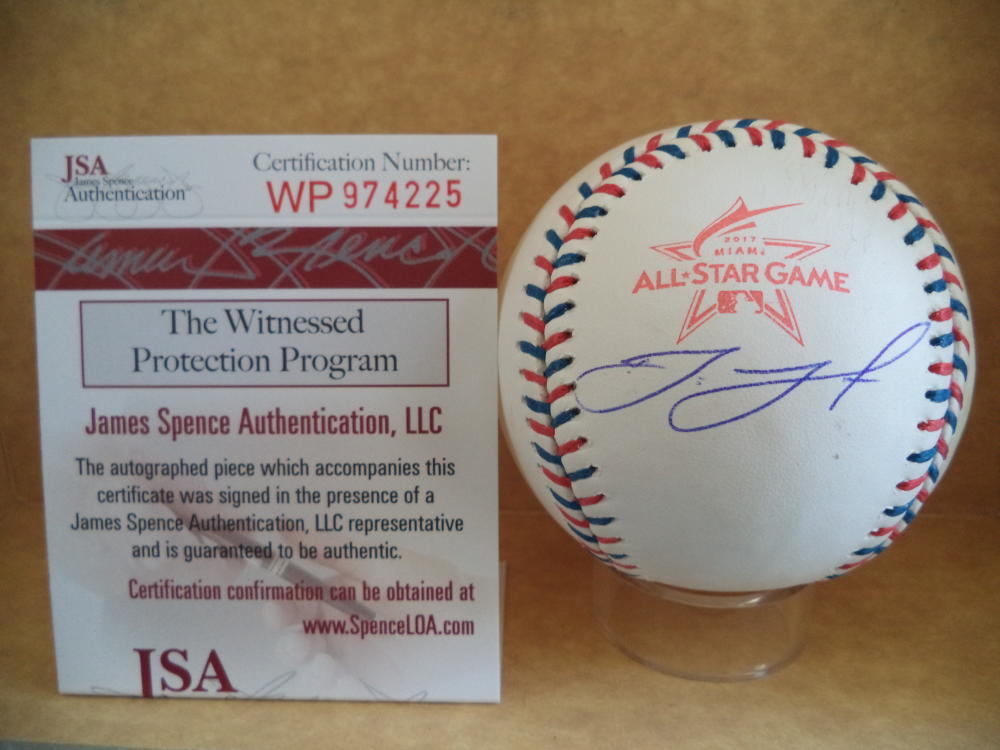 JSA
James Spence
Authentication
Certification Number:
WP 974225
James Spence
The Witnessed
Protection Program
James Spence Authentication, LLC
The autographed piece which accompanies this
certificate was signed in the presence of a
James Spence Authentication, LLC representative
and is guaranteed to be authentic.
Certification confirmation can be obtained at
www.SpenceLOA.com
JSA
2017
MIAMI
ALL★STAR GAME